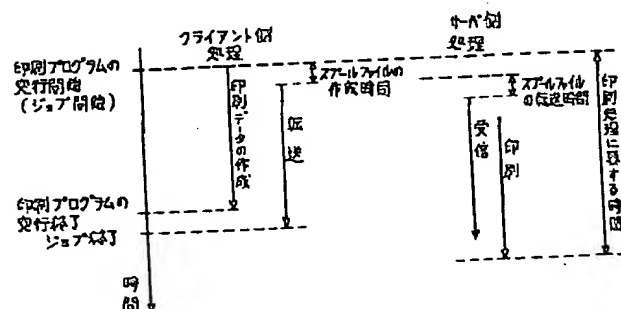 クライアント側
処理
サーバ側
処理
印刷プログラムの
実行開始
(ジョブ開始)
スプールファイルの
作成時間
スプールファイル
の転送時間
印刷データの作成
転送
受信
印刷
印刷処理に要する時間
印刷プログラムの
実行終了
ジョブ終了
時間